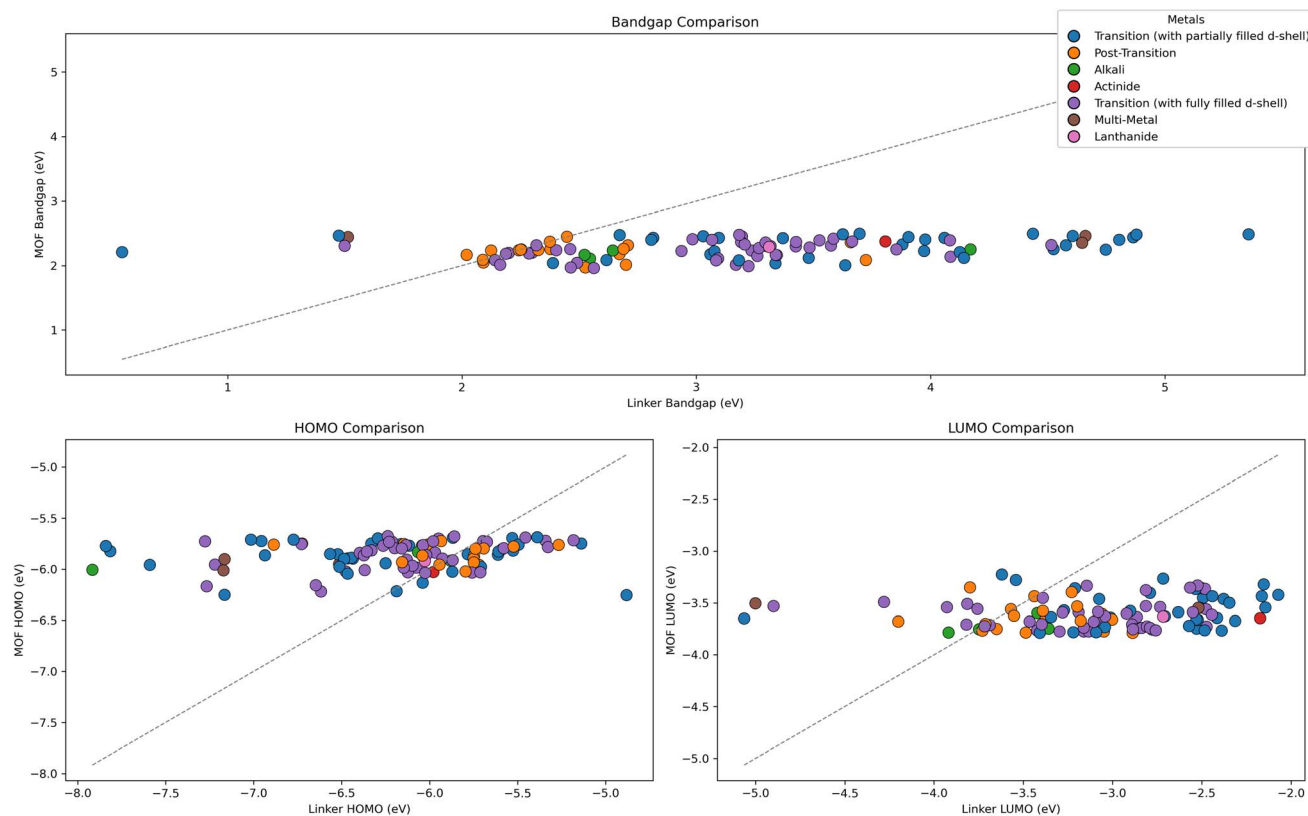 Bandgap Comparison
Metals
Transition (with partially filled d-shell)
Post-Transition
Alkali
Actinide
Transition (with fully filled d-shell)
Multi-Metal
Lanthanide
MOF Bandgap (eV)
5
4
3
2
1
1
2
3
4
5
Linker Bandgap (eV)
HOMO Comparison
MOF HOMO (eV)
−5.0
−5.5
−6.0
−6.5
−7.0
−7.5
−8.0
−8.0
−7.5
−7.0
−6.5
−6.0
−5.5
−5.0
Linker HOMO (eV)
LUMO Comparison
MOF LUMO (eV)
−2.0
−2.5
−3.0
−3.5
−4.0
−4.5
−5.0
−5.0
−4.5
−4.0
−3.5
−3.0
−2.5
−2.0
Linker LUMO (eV)